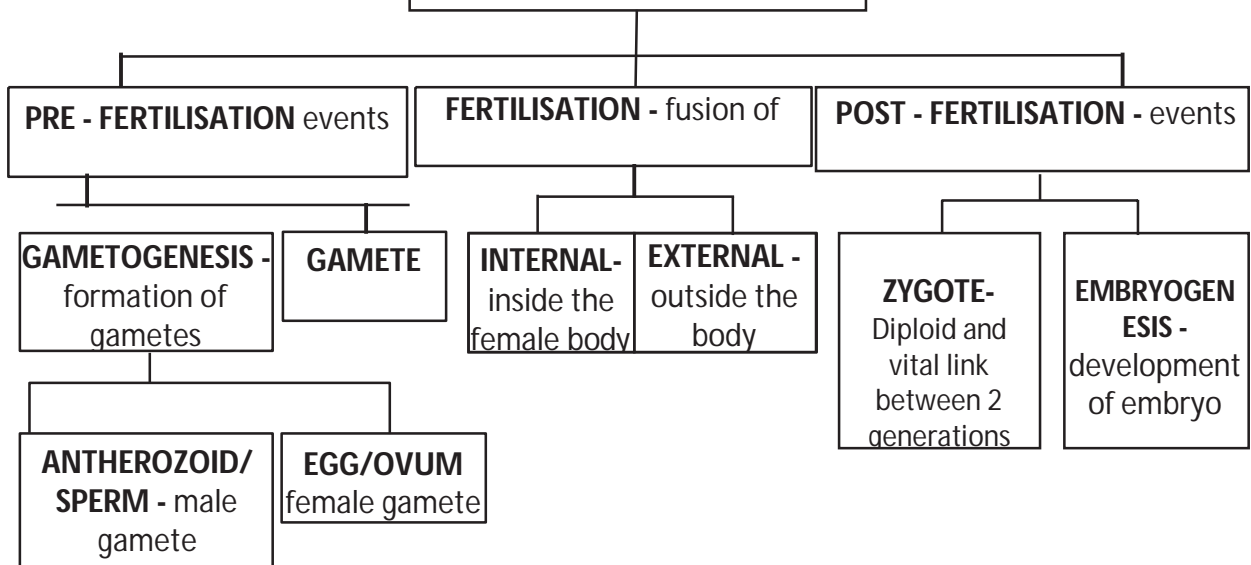 PRE - FERTILISATION events
FERTILISATION - fusion of
POST - FERTILISATION - events
GAMETOGENESIS -
formation of
gametes
GAMETE
INTERNAL-
inside the
female body
EXTERNAL -
outside the
body
ZYGOTE-
Diploid and
vital link
between 2
generations
EMBRYOGEN
ESIS -
development
of embryo
ANTHEROZOID/
SPERM - male
gamete
EGG/OVUM
female gamete